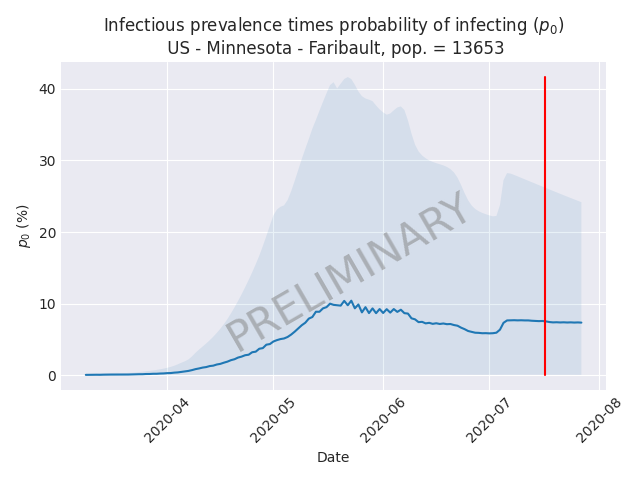 Infectious prevalence times probability of infecting (p₀)
US - Minnesota - Faribault, pop. = 13653
p₀ (%)
40
30
20
10
0
PRELIMINARY
2020-04
2020-05
2020-06
2020-07
2020-08
Date